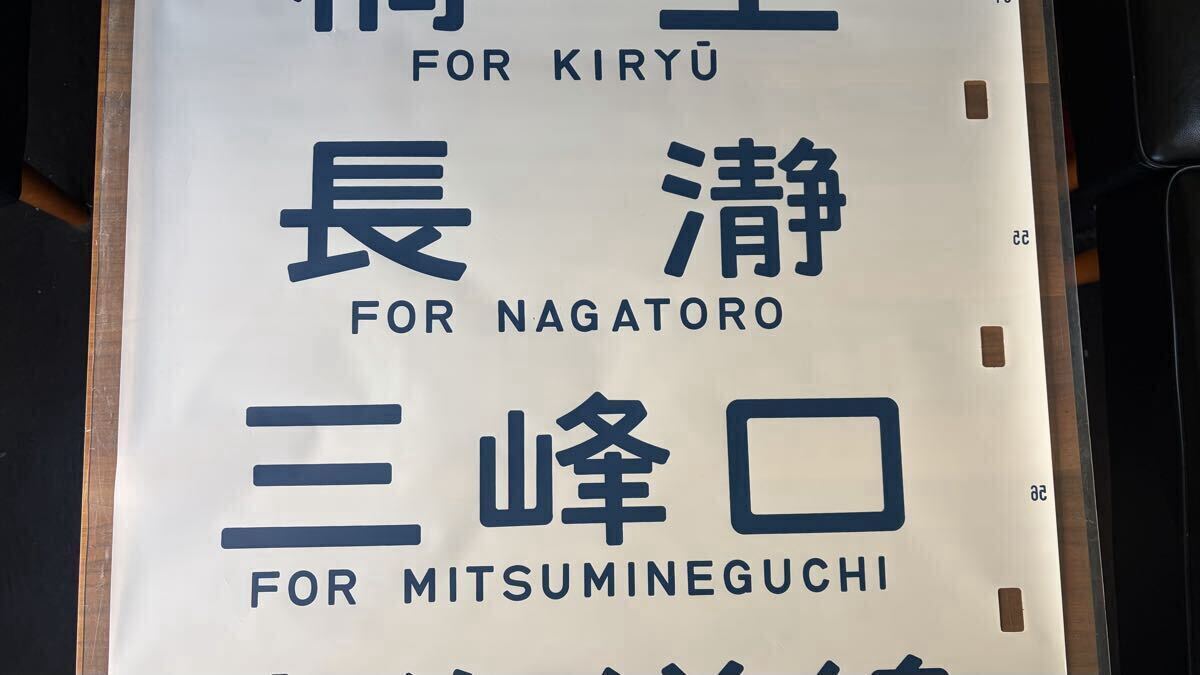 FOR KIRYŪ
長瀞
55
FOR NAGATORO
三峰口
56
FOR MITSUMINEGUCHI